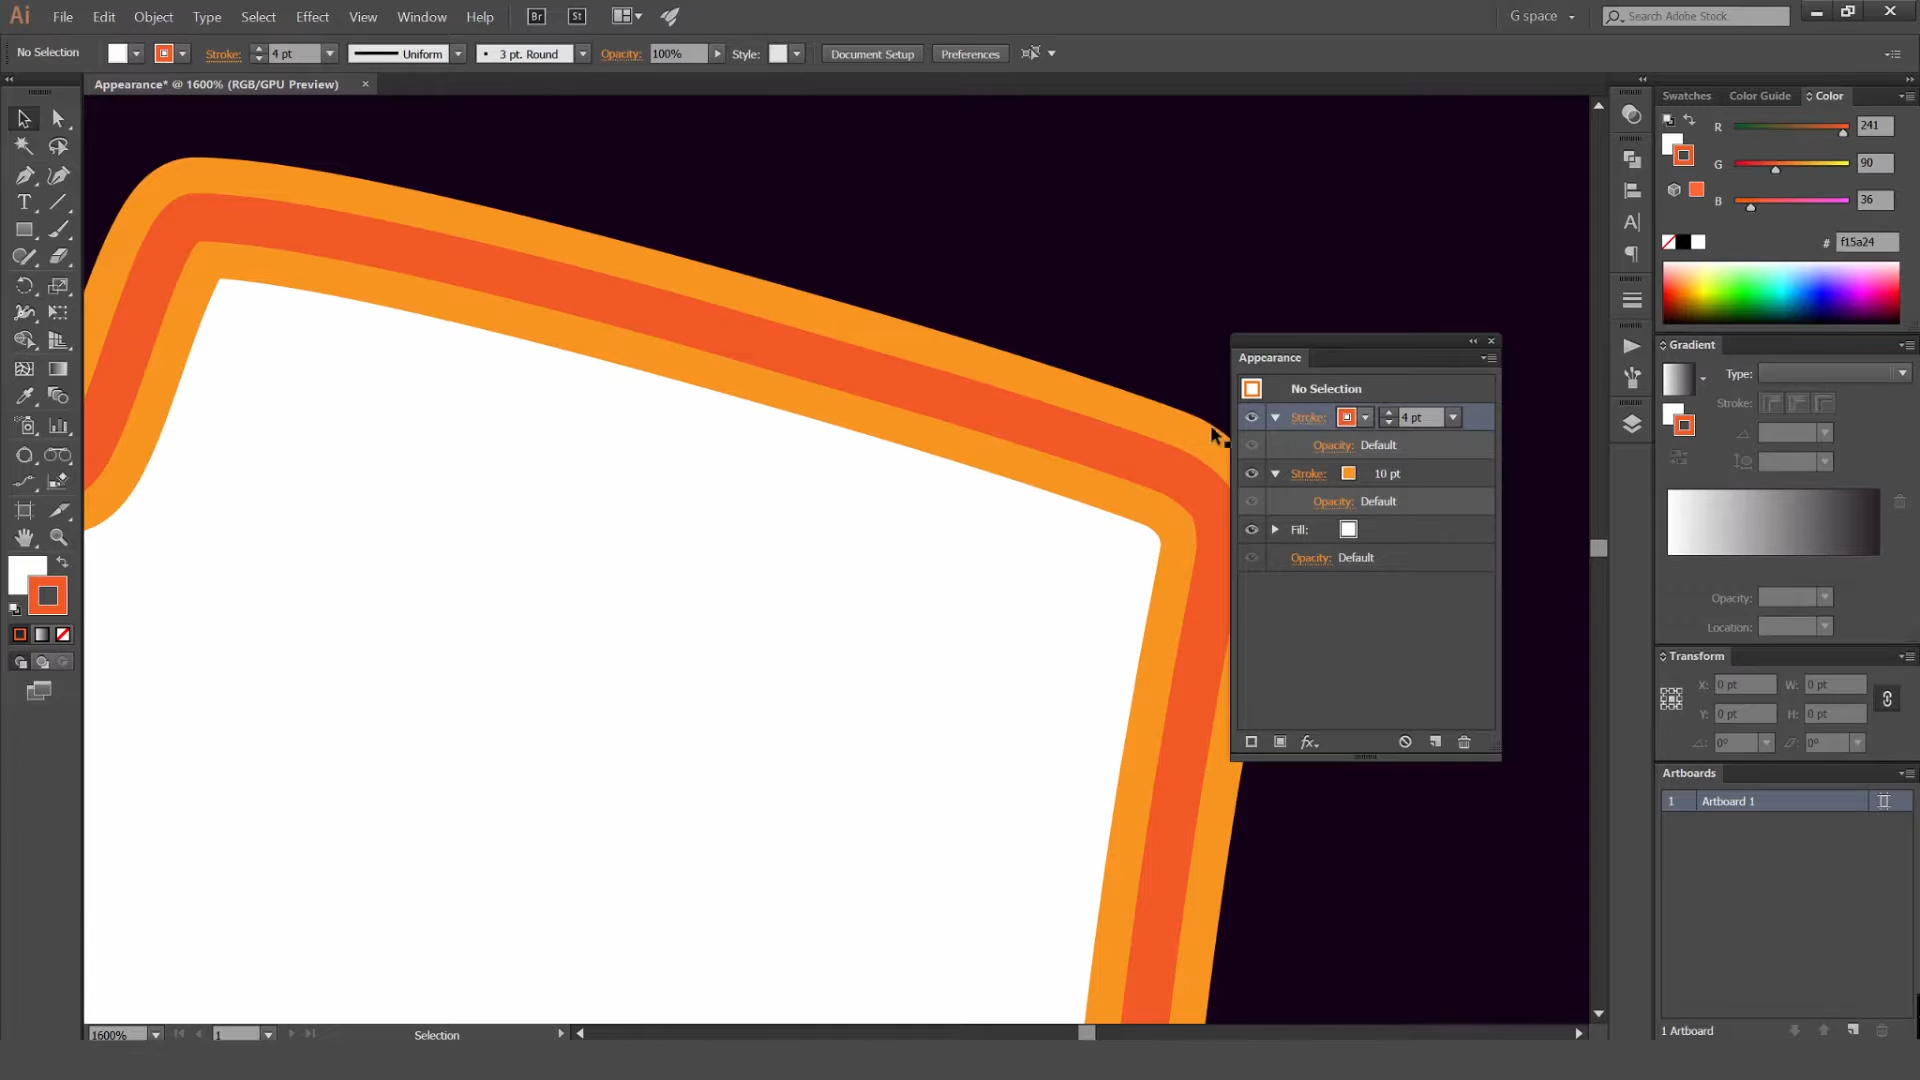 Ai File Edit Object Type Select Effect View Window Help Br St G space Search Adobe Stock
No Selection Stroke: 4 pt Uniform 3 pt. Round Opacity: 100% Style: Document Setup Preferences
Appearance* @ 1600% (RGB/GPU Preview)
Swatches Color Guide Color
R 241
G 90
B 36
# f15a24
Gradient
Type:
Stroke:
Opacity:
Location:
Appearance
No Selection
Stroke: 4 pt
Opacity: Default
Stroke: 10 pt
Opacity: Default
Fill:
Opacity: Default
fx
Transform
X: 0 pt W: 0 pt
Y: 0 pt H: 0 pt
0° 0°
Artboards
1 Artboard 1
1 Artboard
1600% 1 Selection